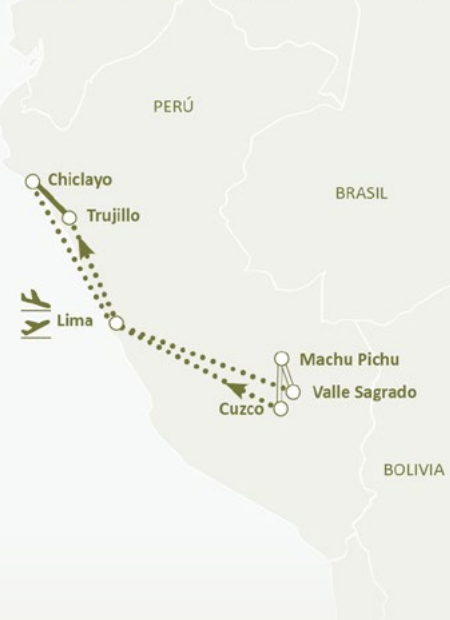 PERÚ
Chiclayo
BRASIL
Trujillo
Lima
Machu Pichu
Valle Sagrado
Cuzco
BOLIVIA